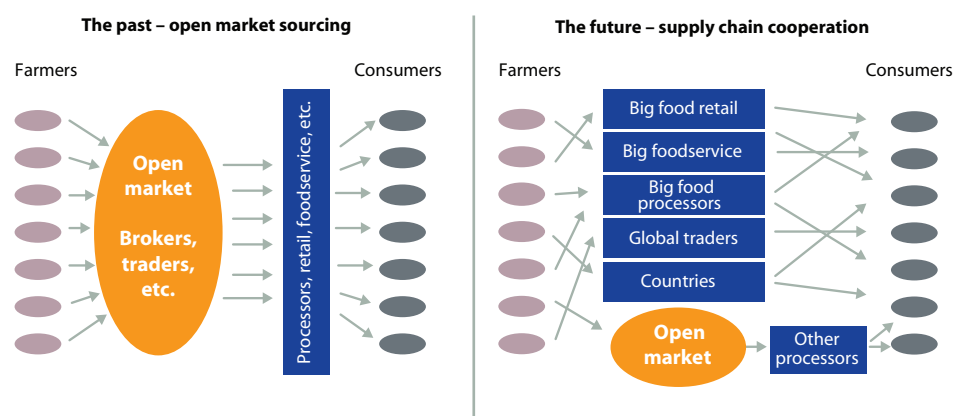 The past – open market sourcing
Farmers
Consumers
Open
market
Brokers,
traders,
etc.
Processors, retail, foodservice, etc.
The future – supply chain cooperation
Farmers
Consumers
Big food retail
Big foodservice
Big food
processors
Global traders
Countries
Open
market
Other
processors